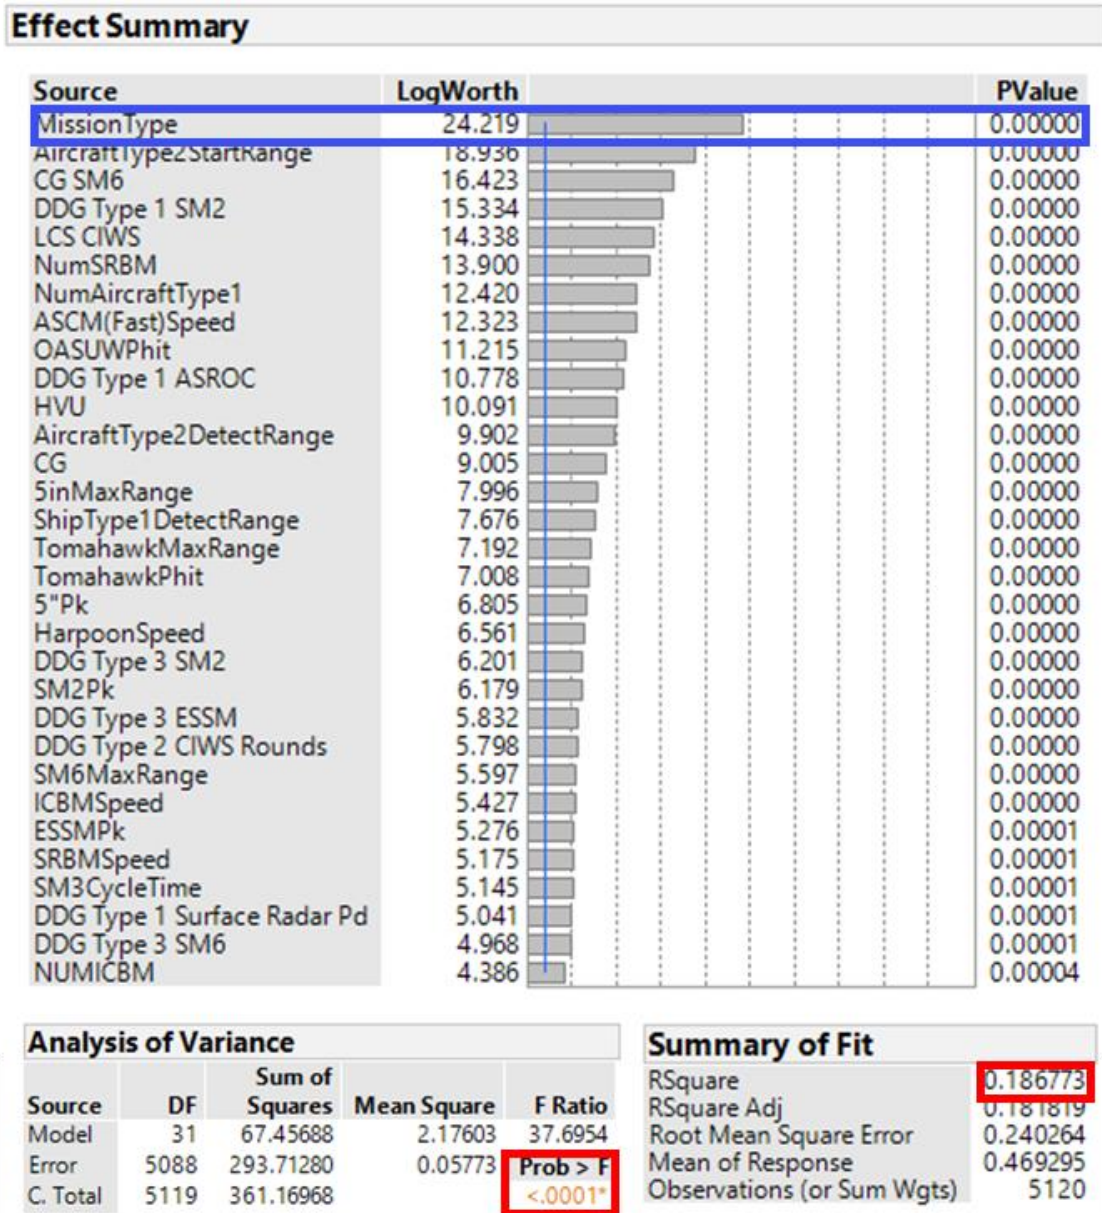 Effect Summary
Source LogWorth PValue
MissionType 24.219 0.00000
AircraftType2StartRange 18.936 0.00000
CG SM6 16.423 0.00000
DDG Type 1 SM2 15.334 0.00000
LCS CIWS 14.338 0.00000
NumSRBM 13.900 0.00000
NumAircraftType1 12.420 0.00000
ASCM(Fast)Speed 12.323 0.00000
OASUWPhit 11.215 0.00000
DDG Type 1 ASROC 10.778 0.00000
HVU 10.091 0.00000
AircraftType2DetectRange 9.902 0.00000
CG 9.005 0.00000
5inMaxRange 7.996 0.00000
ShipType1DetectRange 7.676 0.00000
TomahawkMaxRange 7.192 0.00000
TomahawkPhit 7.008 0.00000
5"Pk 6.805 0.00000
HarpoonSpeed 6.561 0.00000
DDG Type 3 SM2 6.201 0.00000
SM2Pk 6.179 0.00000
DDG Type 3 ESSM 5.832 0.00000
DDG Type 2 CIWS Rounds 5.798 0.00000
SM6MaxRange 5.597 0.00000
ICBMSpeed 5.427 0.00000
ESSMPk 5.276 0.00001
SRBMSpeed 5.175 0.00001
SM3CycleTime 5.145 0.00001
DDG Type 1 Surface Radar Pd 5.041 0.00001
DDG Type 3 SM6 4.968 0.00001
NUMICBM 4.386 0.00004
Analysis of Variance
Sum of
Source DF Squares Mean Square F Ratio
Model 31 67.45688 2.17603 37.6954
Error 5088 293.71280 0.05773 Prob > F
C. Total 5119 361.16968 <.0001*
Summary of Fit
RSquare 0.186773
RSquare Adj 0.181819
Root Mean Square Error 0.240264
Mean of Response 0.469295
Observations (or Sum Wgts) 5120